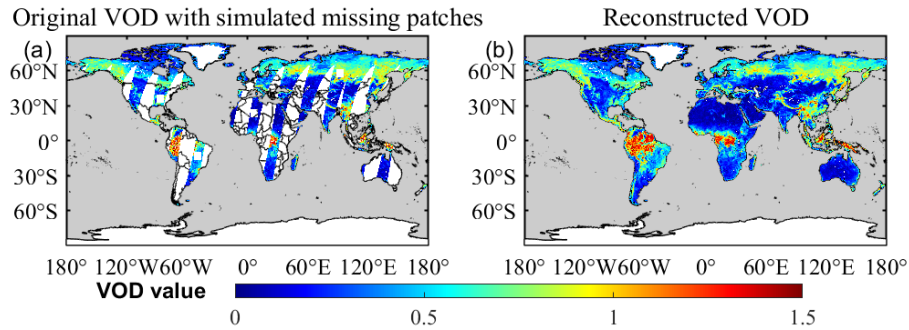 Original VOD with simulated missing patches Reconstructed VOD
(a) (b)
60°N 60°N
30°N 30°N
0° 0°
30°S 30°S
60°S 60°S
180° 120°W 60°W 0° 60°E 120°E 180° 180° 120°W 60°W 0° 60°E 120°E 180°
VOD value
0 0.5 1 1.5